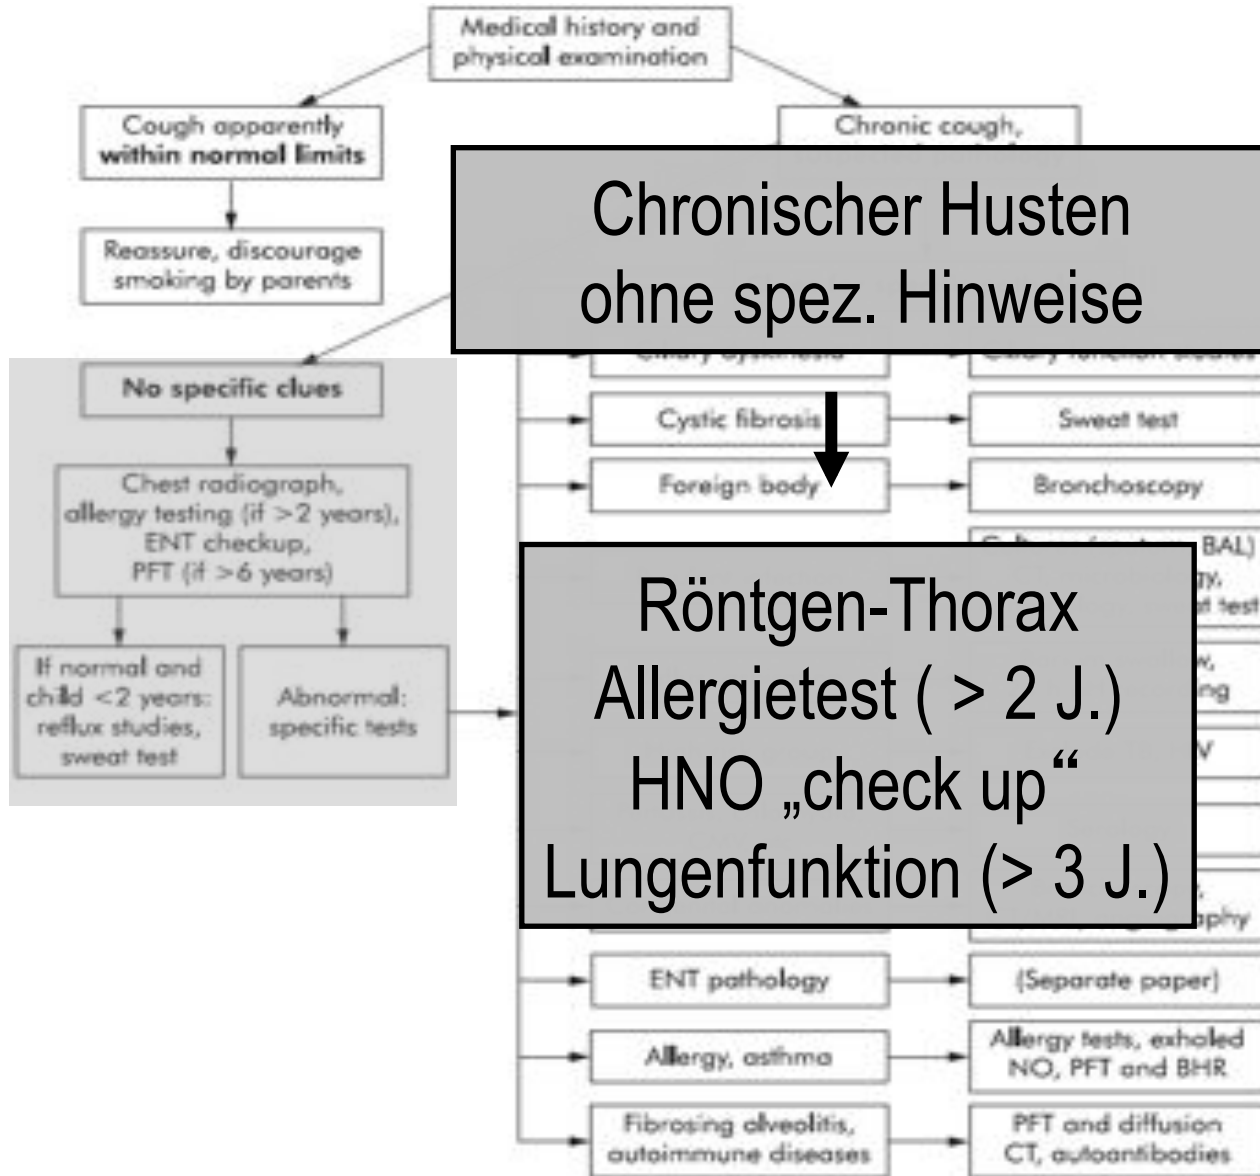 Medical history and
physical examination
Cough apparently
within normal limits
Chronic cough,
Reassure, discourage
smoking by parents
Chronischer Husten
ohne spez. Hinweise
No specific clues
Chest radiograph,
allergy testing (if >2 years),
ENT checkup,
PFT (if >6 years)
If normal and
child <2 years:
reflux studies,
sweat test
Abnormal:
specific tests
Cystic fibrosis
Sweat test
Foreign body
Bronchoscopy
BAL)
test
Röntgen-Thorax
Allergietest ( > 2 J.)
HNO „check up“
Lungenfunktion (> 3 J.)
ENT pathology
(Separate paper)
Allergy, asthma
Allergy tests, exhaled
NO, PFT and BHR
Fibrosing alveolitis,
autoimmune diseases
PFT and diffusion
CT, autoantibodies